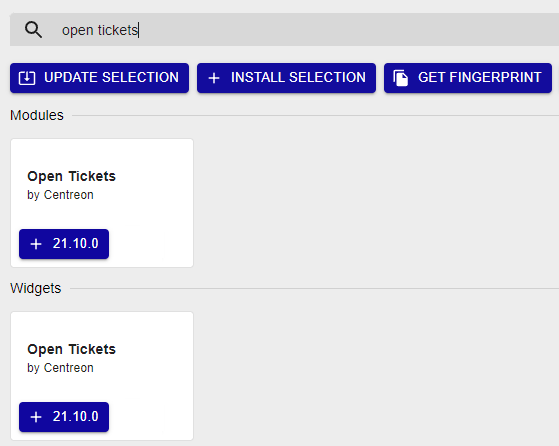 open tickets
UPDATE SELECTION
INSTALL SELECTION
GET FINGERPRINT
Modules
Open Tickets
by Centreon
21.10.0
Widgets
Open Tickets
by Centreon
21.10.0